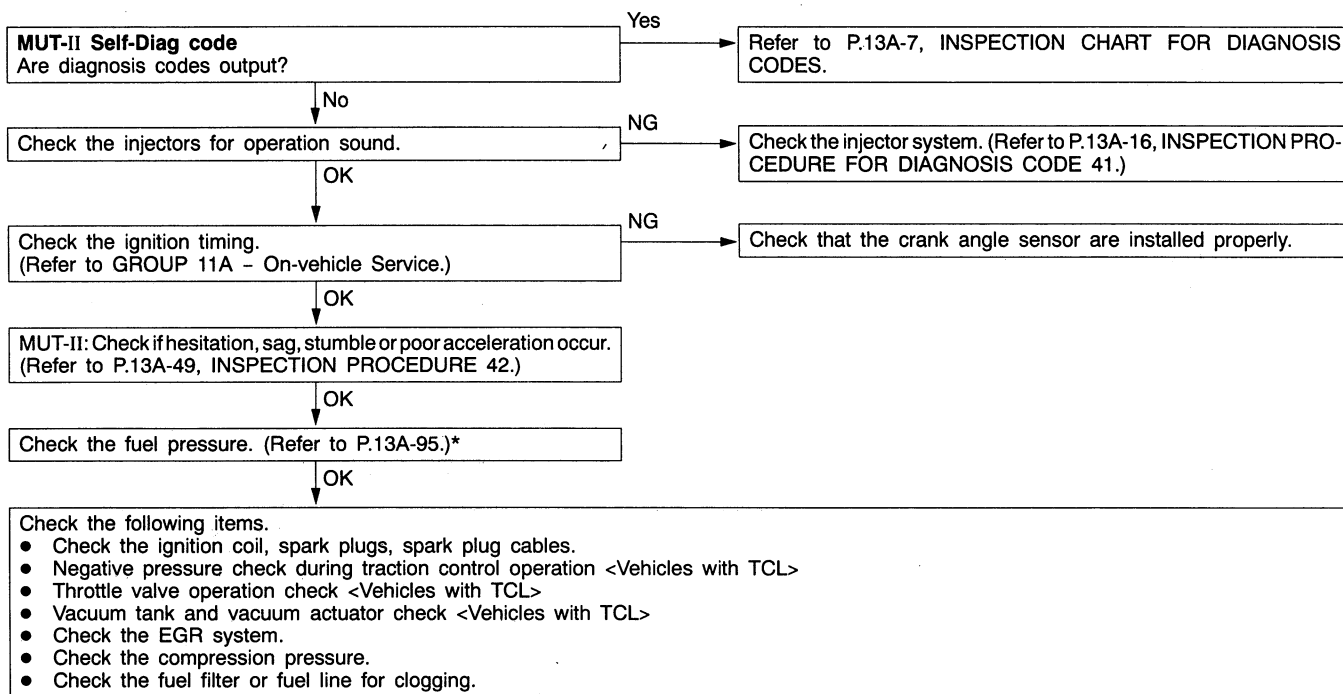 MUT-II Self-Diag code
Are diagnosis codes output?
Yes
Refer to P.13A-7, INSPECTION CHART FOR DIAGNOSIS
CODES.
No
Check the injectors for operation sound.
NG
Check the injector system. (Refer to P.13A-16, INSPECTION PRO-
CEDURE FOR DIAGNOSIS CODE 41.)
OK
Check the ignition timing.
(Refer to GROUP 11A – On-vehicle Service.)
NG
Check that the crank angle sensor are installed properly.
OK
MUT-II: Check if hesitation, sag, stumble or poor acceleration occur.
(Refer to P.13A-49, INSPECTION PROCEDURE 42.)
OK
Check the fuel pressure. (Refer to P.13A-95.)*
OK
Check the following items.
● Check the ignition coil, spark plugs, spark plug cables.
● Negative pressure check during traction control operation <Vehicles with TCL>
● Throttle valve operation check <Vehicles with TCL>
● Vacuum tank and vacuum actuator check <Vehicles with TCL>
● Check the EGR system.
● Check the compression pressure.
● Check the fuel filter or fuel line for clogging.